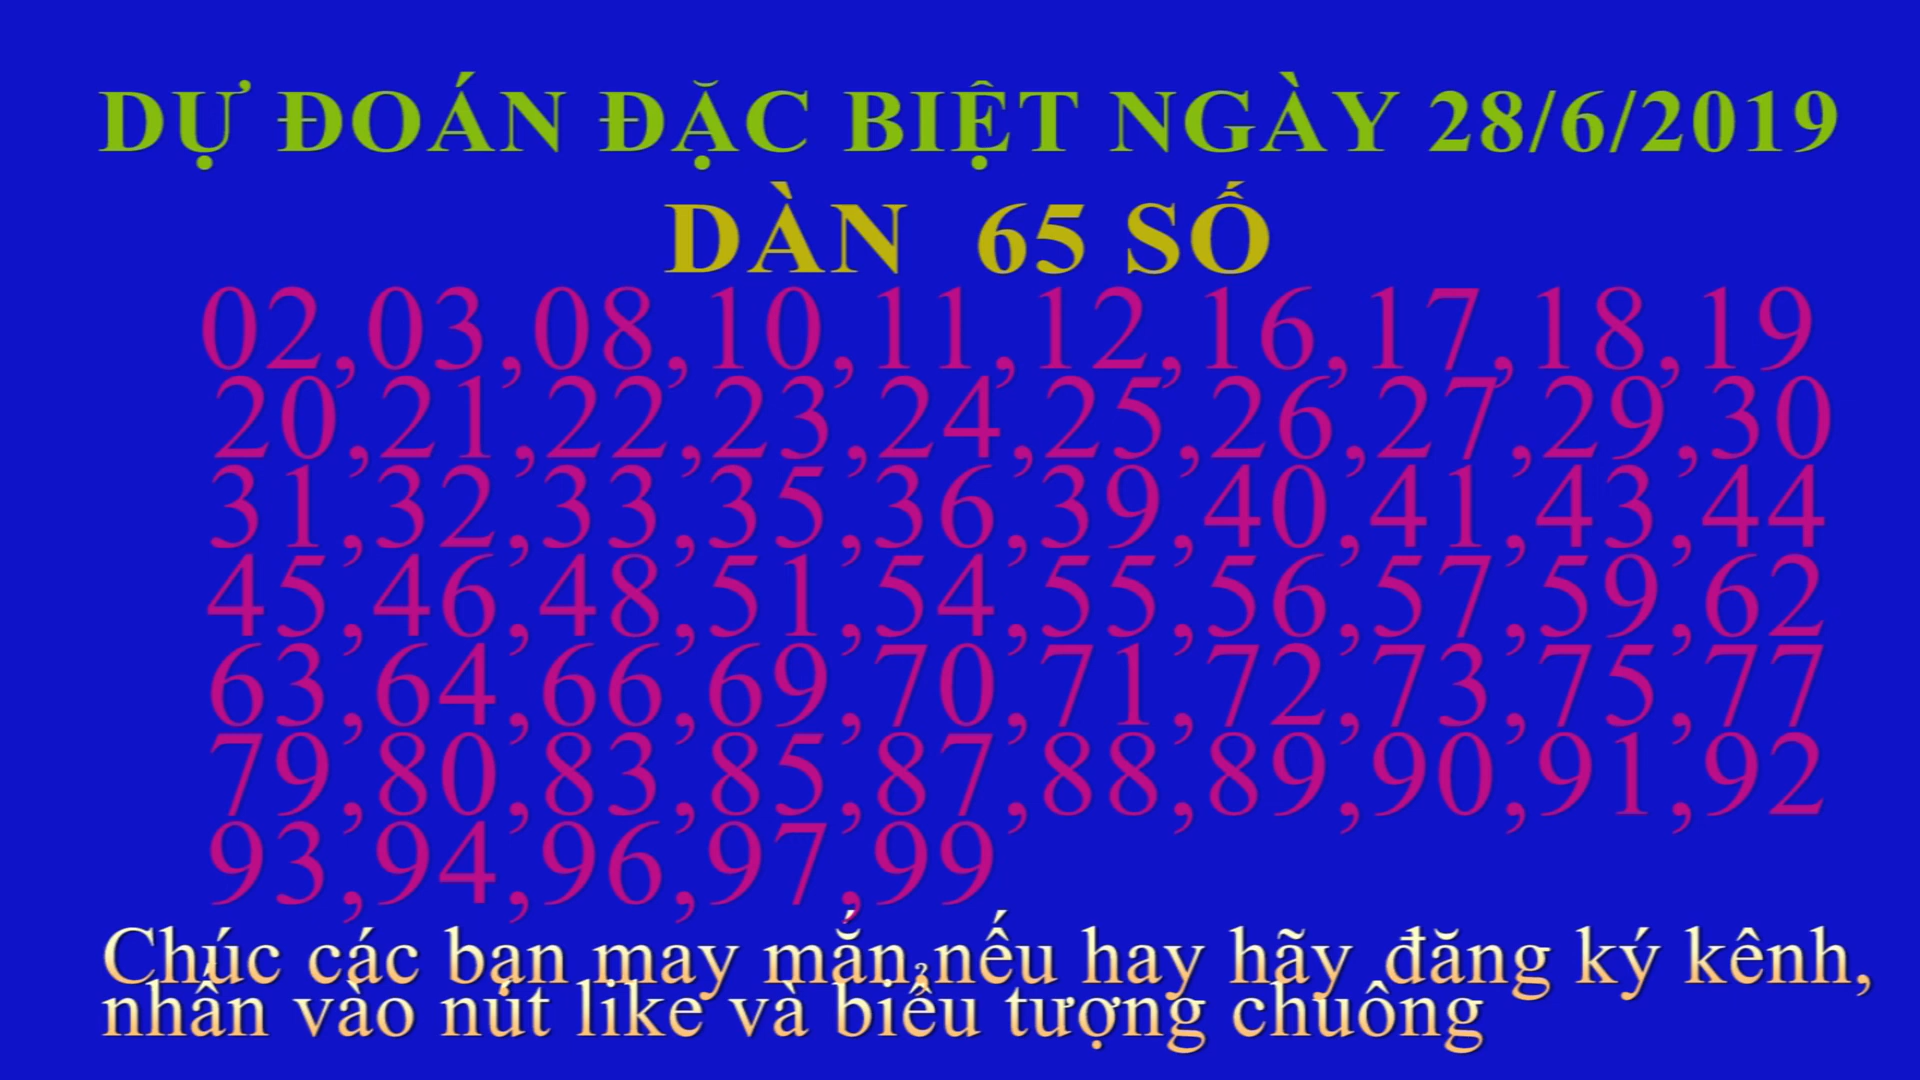 DỰ ĐOÁN ĐẶC BIỆT NGÀY 28/6/2019
DÀN 65 SỐ
02,03,08,10,11,12,16,17,18,19
20,21,22,23,24,25,26,27,29,30
31,32,33,35,36,39,40,41,43,44
45,46,48,51,54,55,56,57,59,62
63,64,66,69,70,71,72,73,75,77
79,80,83,85,87,88,89,90,91,92
93,94,96,97,99
Chúc các bạn may mắn,nếu hay hãy đăng ký kênh,
nhấn vào nút like và biểu tượng chuông